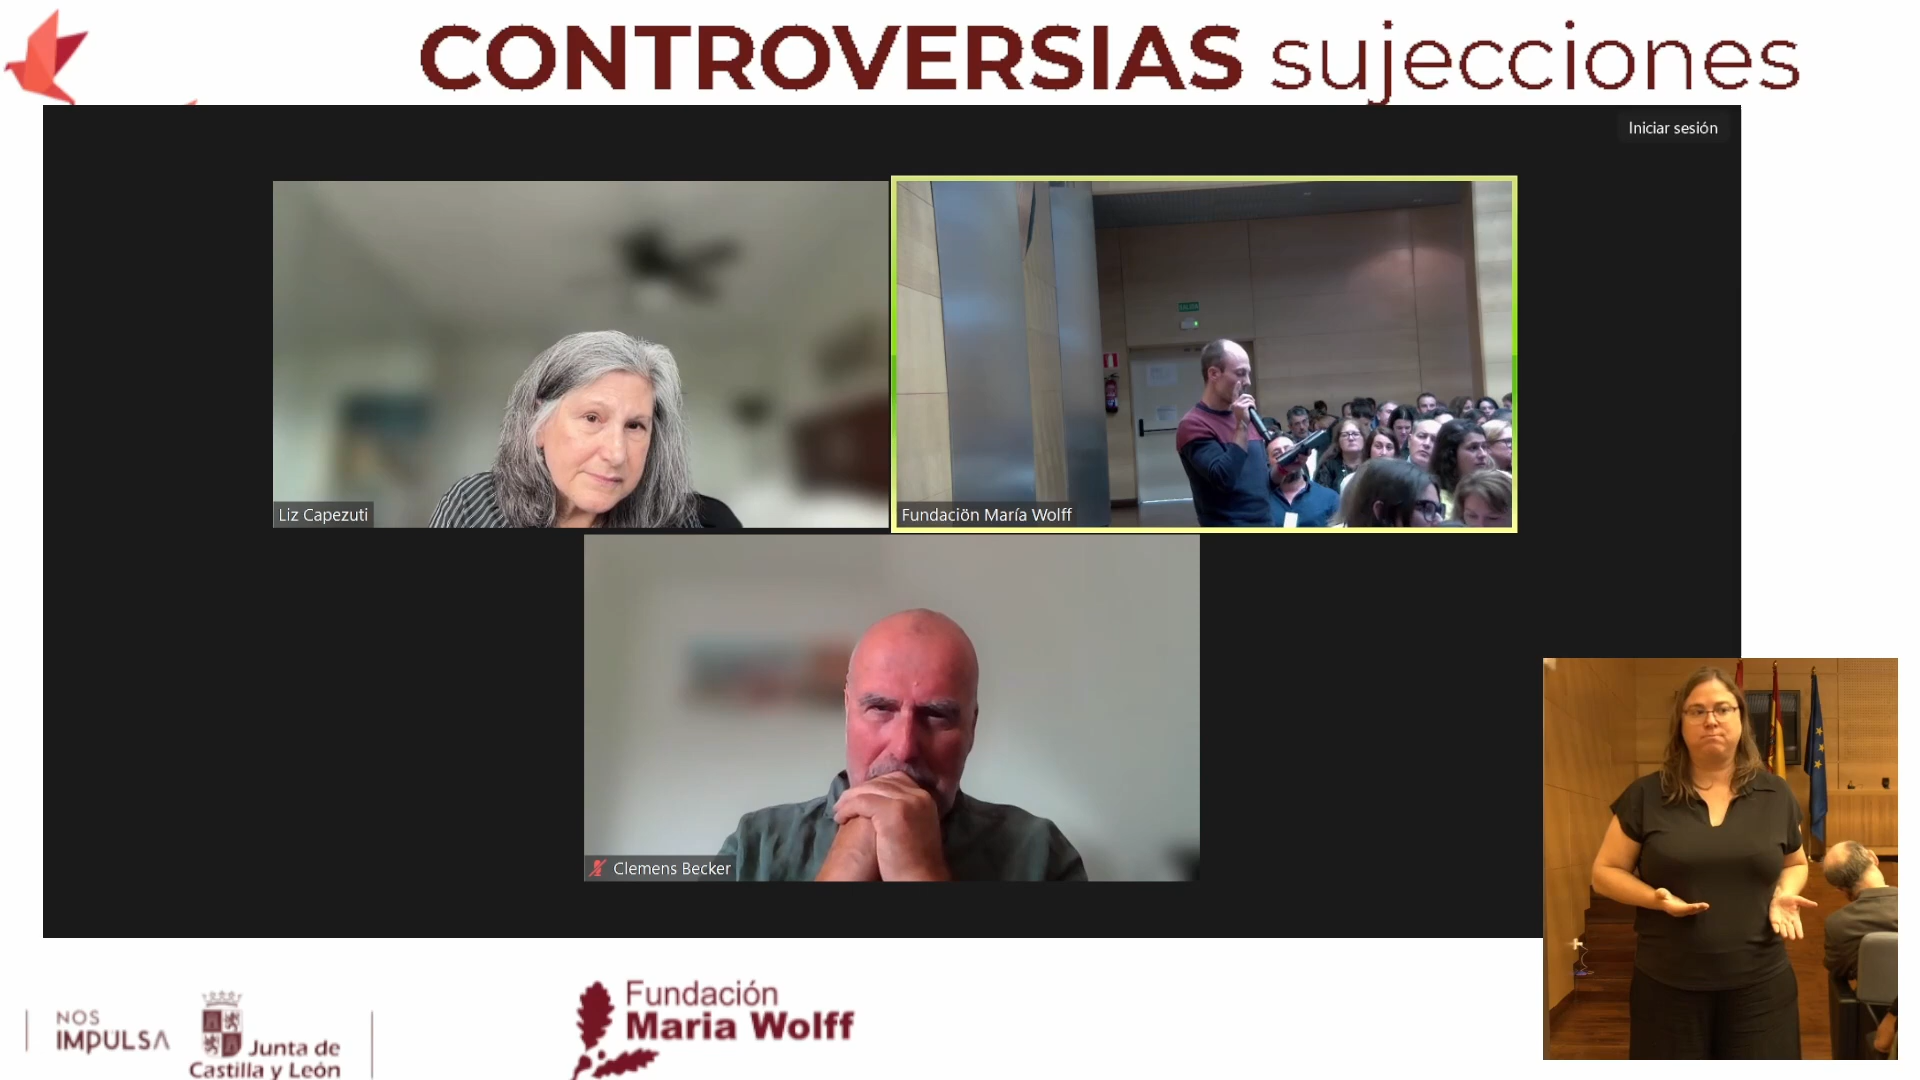 CONTROVERSIAS sujecciones
Iniciar sesión
Liz Capezuti
Fundaciön María Wolff
Clemens Becker
NOS
IMPULSA
Junta de
Castilla y León
Fundación
Maria Wolff